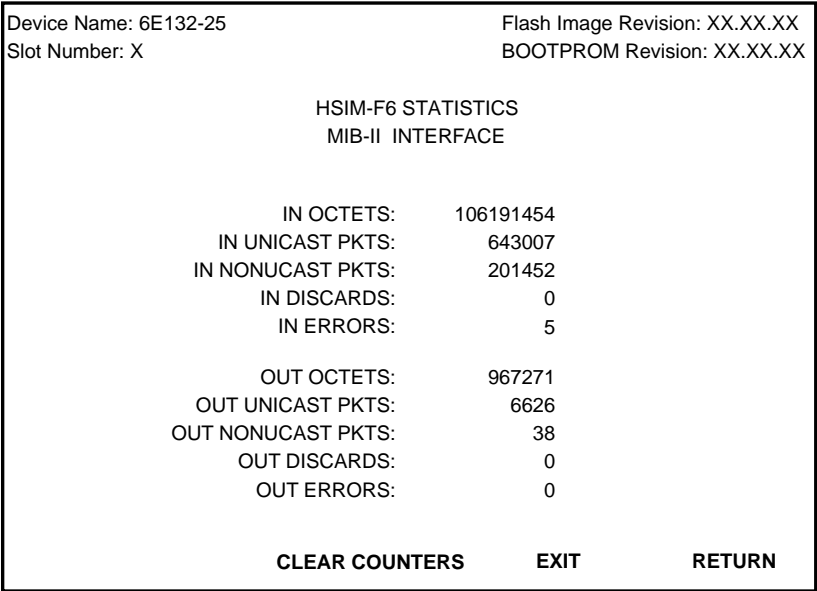 Device Name: 6E132-25 Flash Image Revision: XX.XX.XX
Slot Number: X BOOTPROM Revision: XX.XX.XX
HSIM-F6 STATISTICS
MIB-II INTERFACE
IN OCTETS: 106191454
IN UNICAST PKTS: 643007
IN NONUCAST PKTS: 201452
IN DISCARDS: 0
IN ERRORS: 5
OUT OCTETS: 967271
OUT UNICAST PKTS: 6626
OUT NONUCAST PKTS: 38
OUT DISCARDS: 0
OUT ERRORS: 0
CLEAR COUNTERS EXIT RETURN